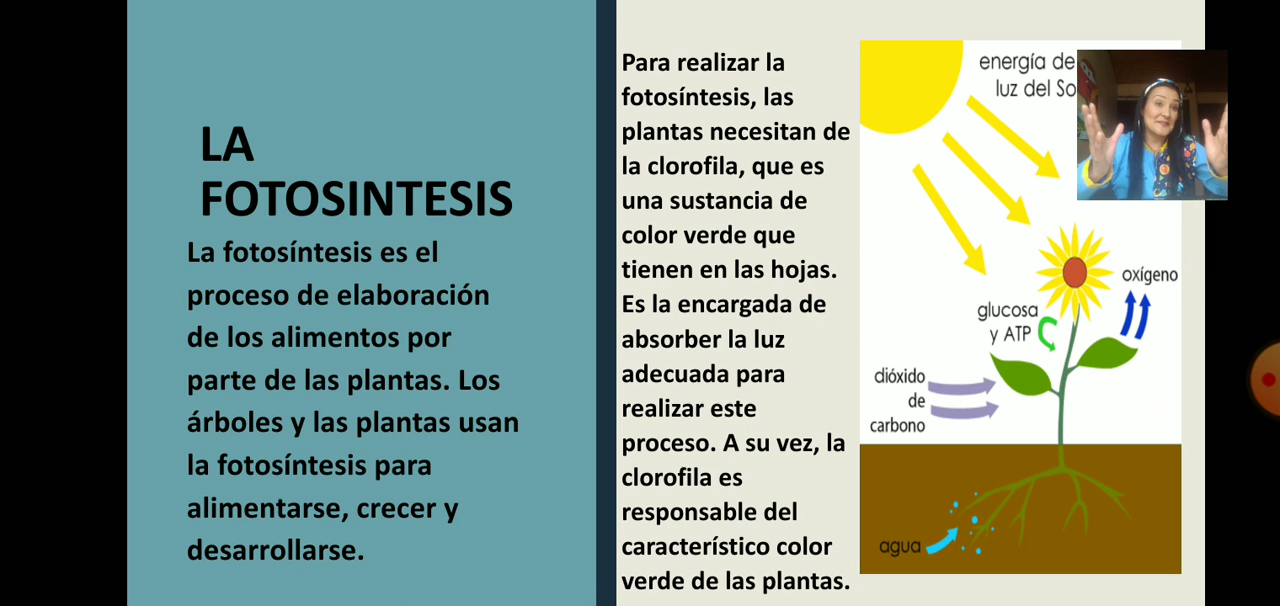 LA
FOTOSINTESIS
La fotosíntesis es el
proceso de elaboración
de los alimentos por
parte de las plantas. Los
árboles y las plantas usan
la fotosíntesis para
alimentarse, crecer y
desarrollarse.
Para realizar la
fotosíntesis, las
plantas necesitan de
la clorofila, que es
una sustancia de
color verde que
tienen en las hojas.
Es la encargada de
absorber la luz
adecuada para
realizar este
proceso. A su vez, la
clorofila es
responsable del
característico color
verde de las plantas.
energía de
luz del So
oxígeno
glucosa
y ATP
dióxido
de
carbono
agua